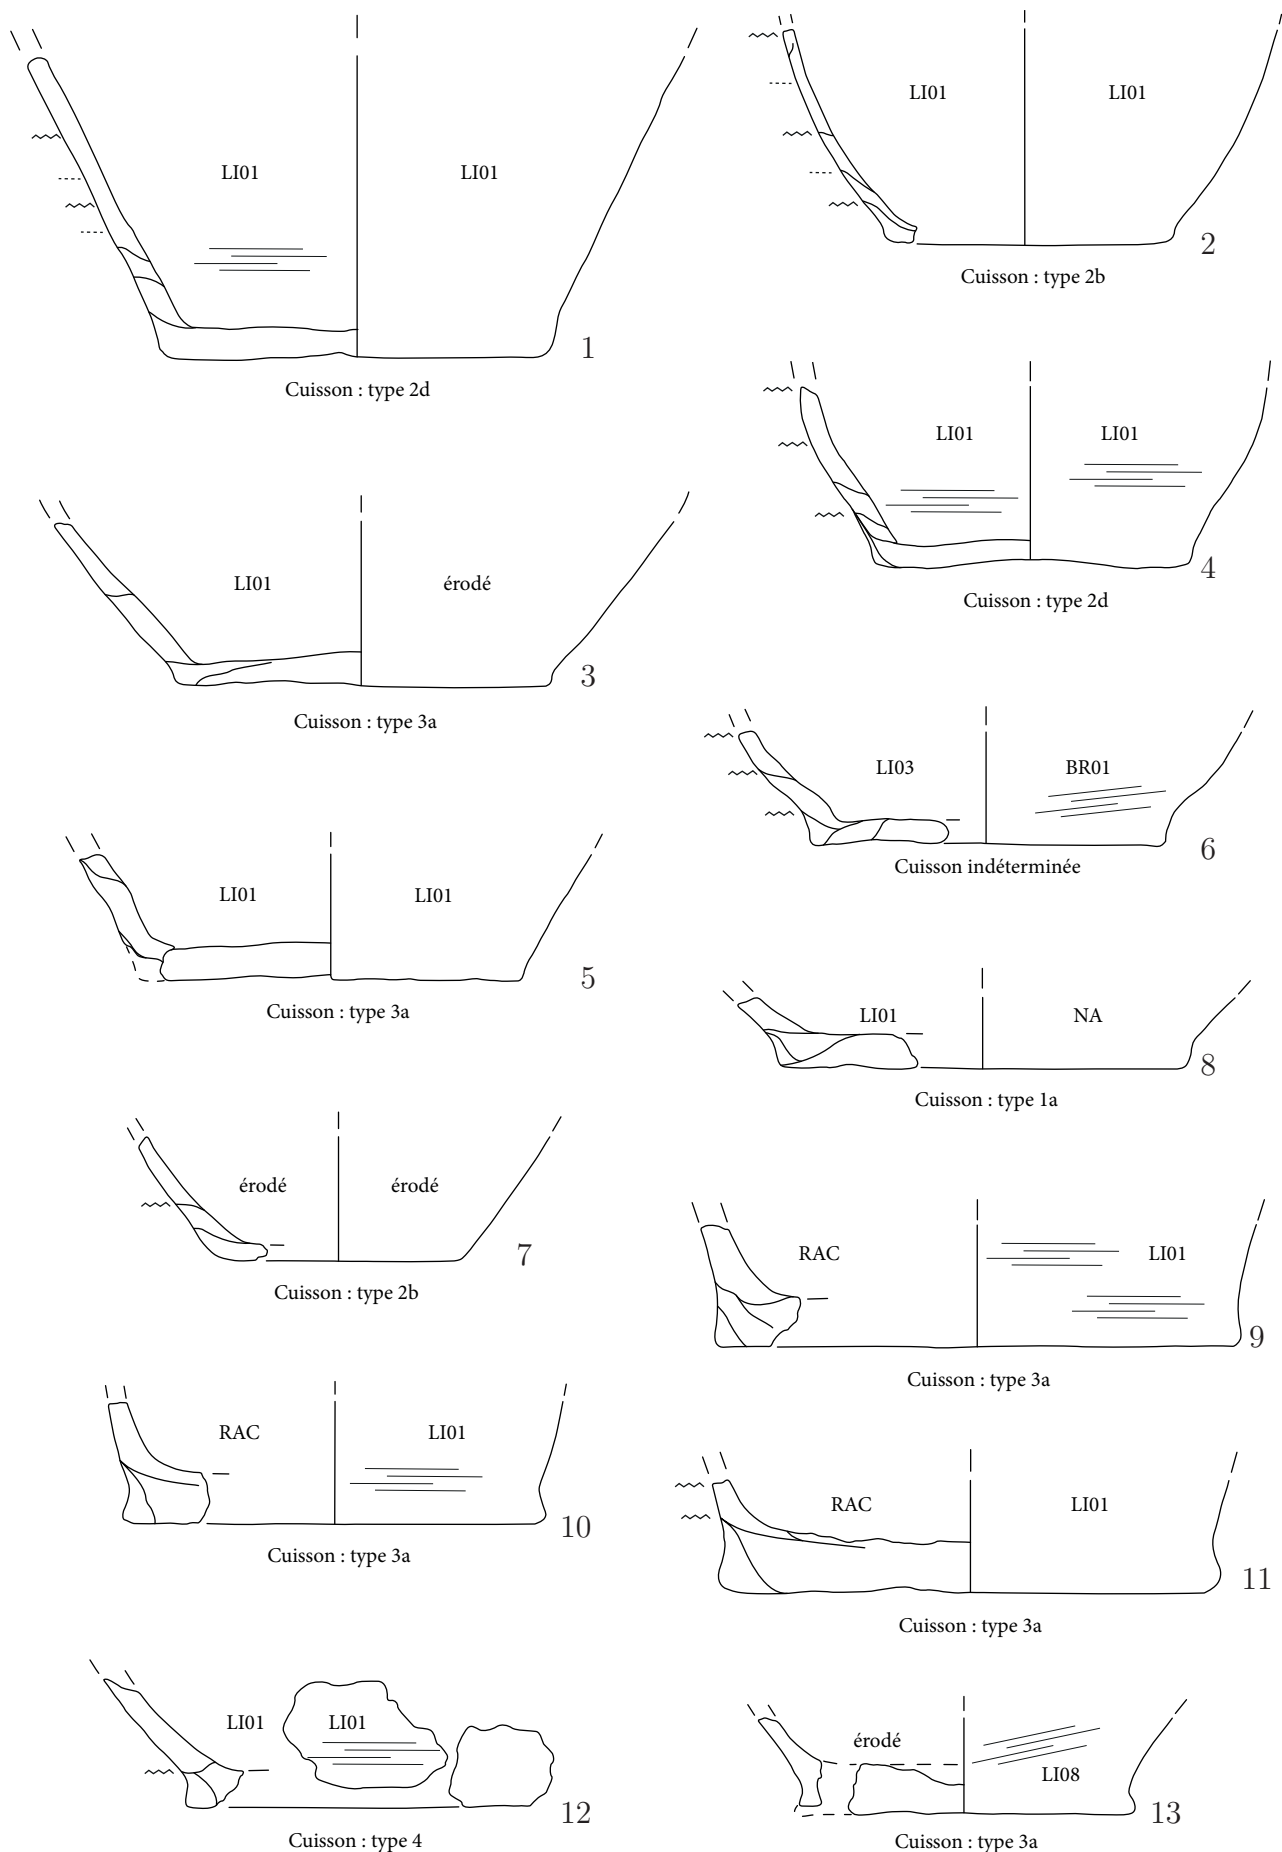 LI01 LI01
1
Cuisson : type 2d
LI01 LI01
2
Cuisson : type 2b
LI01 érodé
3
Cuisson : type 3a
LI01 LI01
4
Cuisson : type 2d
LI01 LI01
5
Cuisson : type 3a
LI03 BR01
6
Cuisson indéterminée
érodé érodé
7
Cuisson : type 2b
LI01 NA
8
Cuisson : type 1a
RAC LI01
9
Cuisson : type 3a
RAC LI01
10
Cuisson : type 3a
RAC LI01
11
Cuisson : type 3a
LI01 LI01
12
Cuisson : type 4
érodé
LI08
13
Cuisson : type 3a